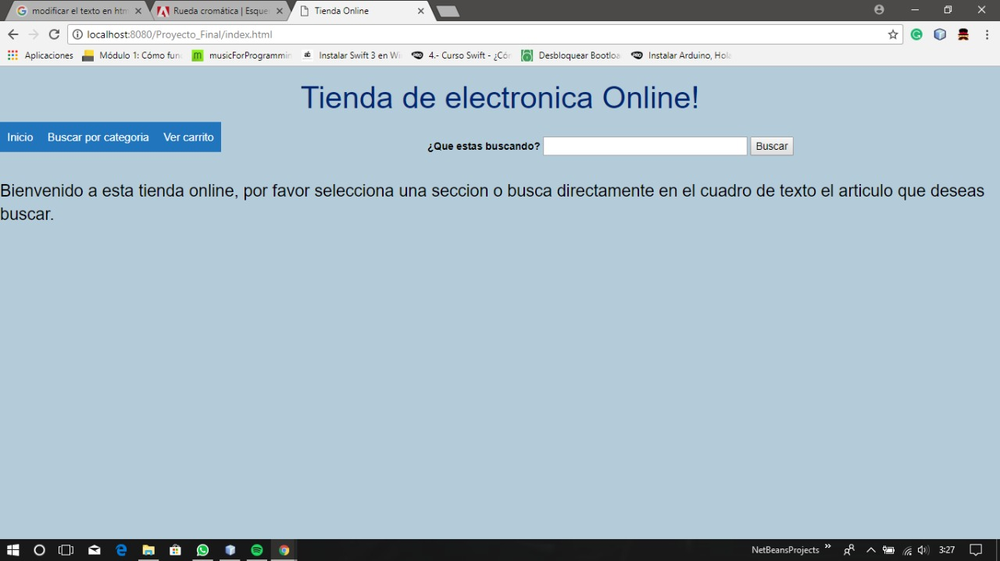 modificar el texto en htm
Rueda cromática | Esque
Tienda Online
localhost:8080/Proyecto_Final/index.html
Aplicaciones
Módulo 1: Cómo fun
musicForProgrammin
Instalar Swift 3 en Wi
4.- Curso Swift - ¿Cór
Desbloquear Bootloa
Instalar Arduino, Hola
Tienda de electronica Online!
Inicio
Buscar por categoria
Ver carrito
¿Que estas buscando?
Buscar
Bienvenido a esta tienda online, por favor selecciona una seccion o busca directamente en el cuadro de texto el articulo que deseas
buscar.
NetBeansProjects
3:27